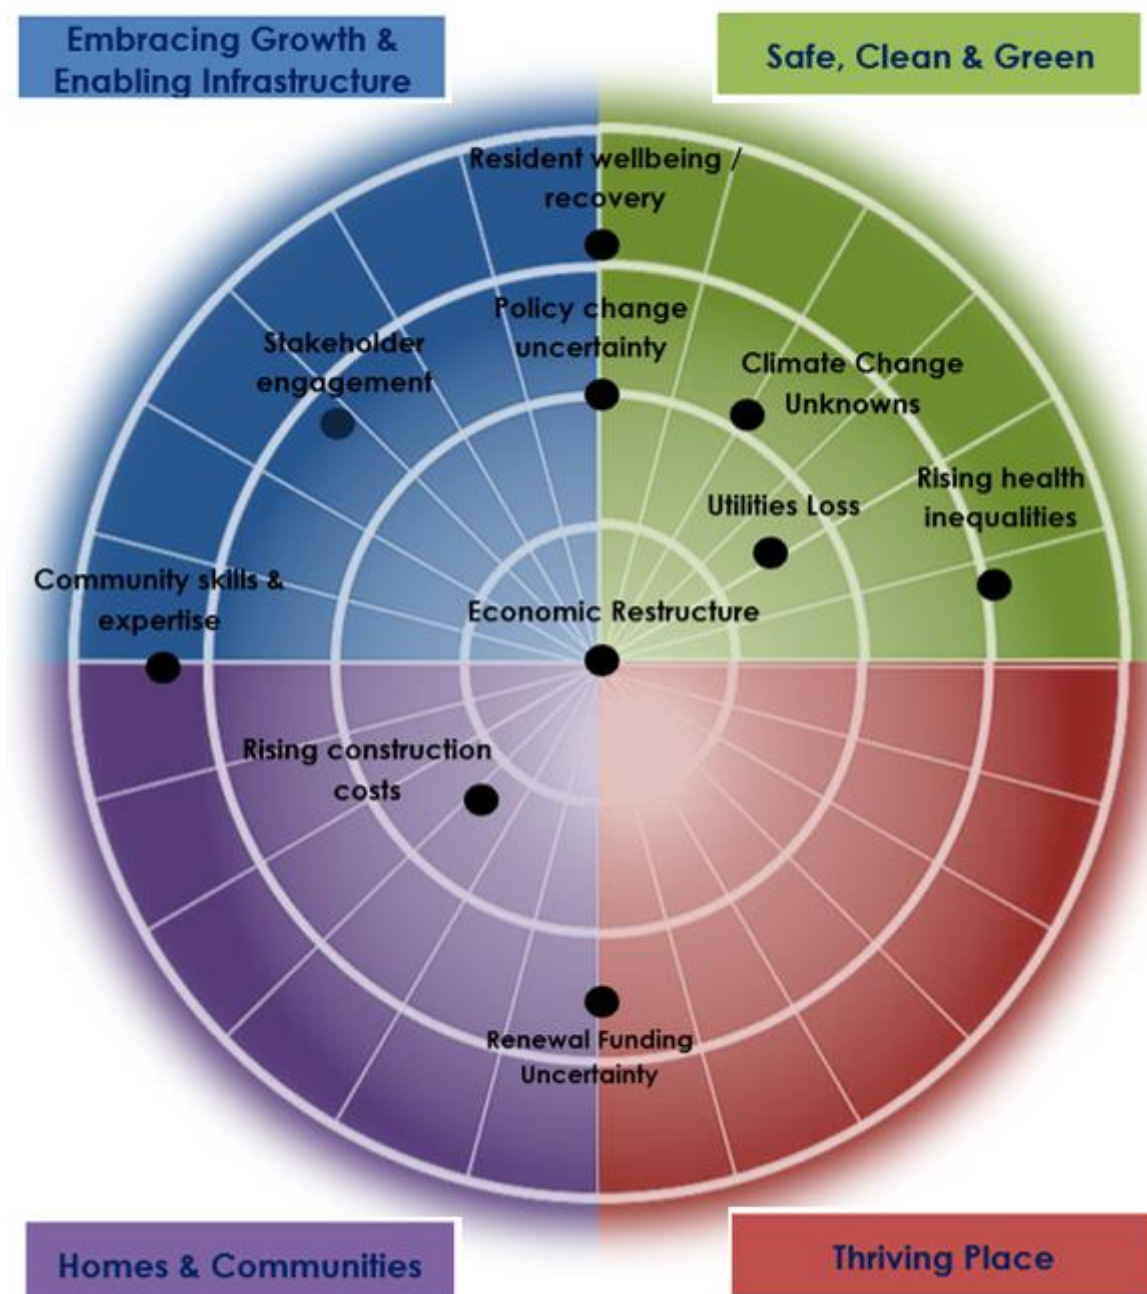 Embracing Growth &
Enabling Infrastructure
Safe, Clean & Green
Resident wellbeing /
recovery
Policy change
uncertainty
Stakeholder
engagement
Climate Change
Unknowns
Rising health
inequalities
Utilities Loss
Community skills &
expertise
Economic Restructure
Rising construction
costs
Renewal Funding
Uncertainty
Homes & Communities
Thriving Place